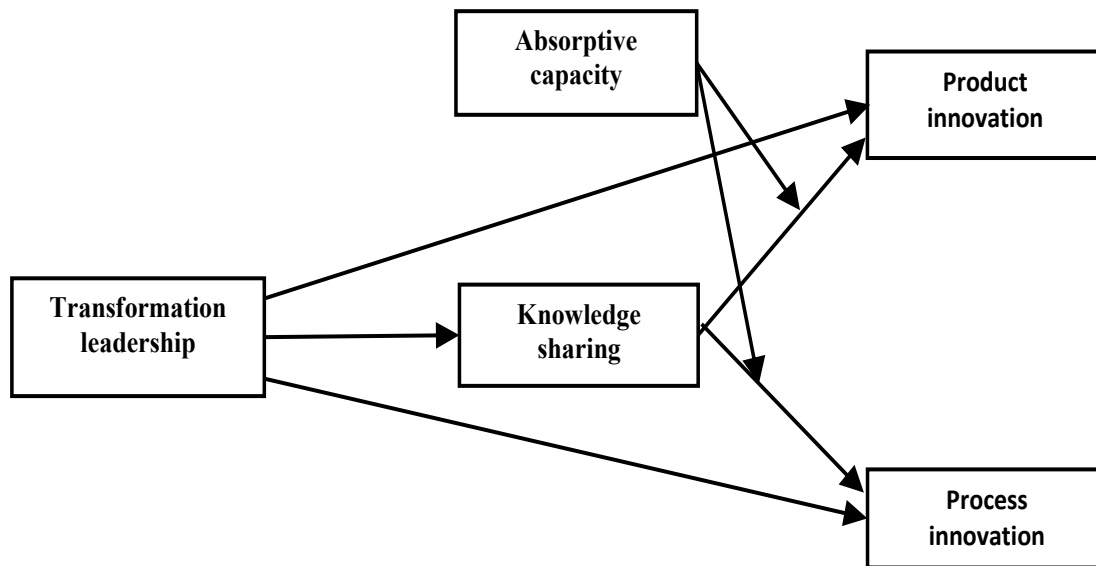 Absorptive
capacity
Product
innovation
Transformation
leadership
Knowledge
sharing
Process
innovation